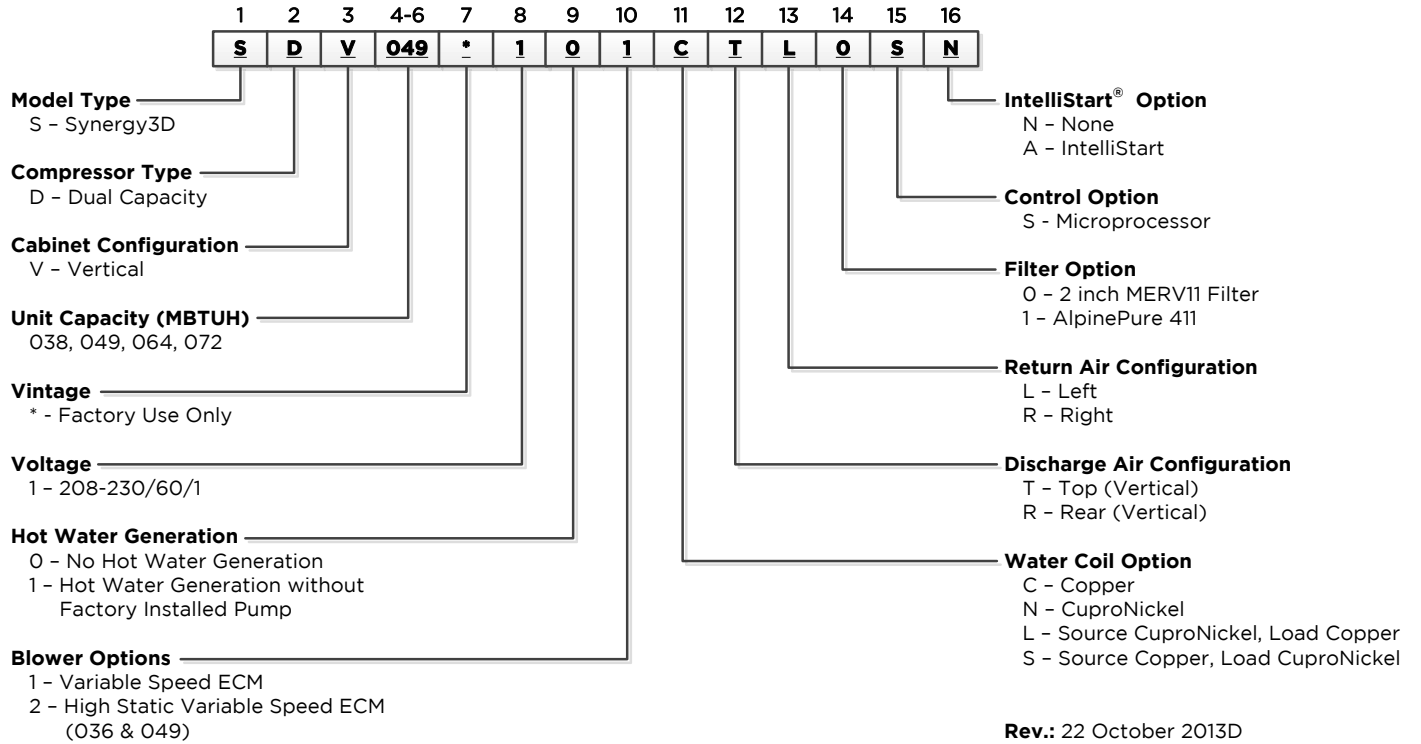 1 2 3 4-6 7 8 9 10 11 12 13 14 15 16
S D V 049 * 1 0 1 C T L 0 S N
Model Type
S – Synergy3D
Compressor Type
D – Dual Capacity
Cabinet Configuration
V – Vertical
Unit Capacity (MBTUH)
038, 049, 064, 072
Vintage
* - Factory Use Only
Voltage
1 – 208-230/60/1
Hot Water Generation
0 – No Hot Water Generation
1 – Hot Water Generation without
Factory Installed Pump
Blower Options
1 – Variable Speed ECM
2 – High Static Variable Speed ECM
(036 & 049)
IntelliStart® Option
N – None
A – IntelliStart
Control Option
S - Microprocessor
Filter Option
0 – 2 inch MERV11 Filter
1 – AlpinePure 411
Return Air Configuration
L – Left
R – Right
Discharge Air Configuration
T – Top (Vertical)
R – Rear (Vertical)
Water Coil Option
C – Copper
N – CuproNickel
L – Source CuproNickel, Load Copper
S – Source Copper, Load CuproNickel
Rev.: 22 October 2013D